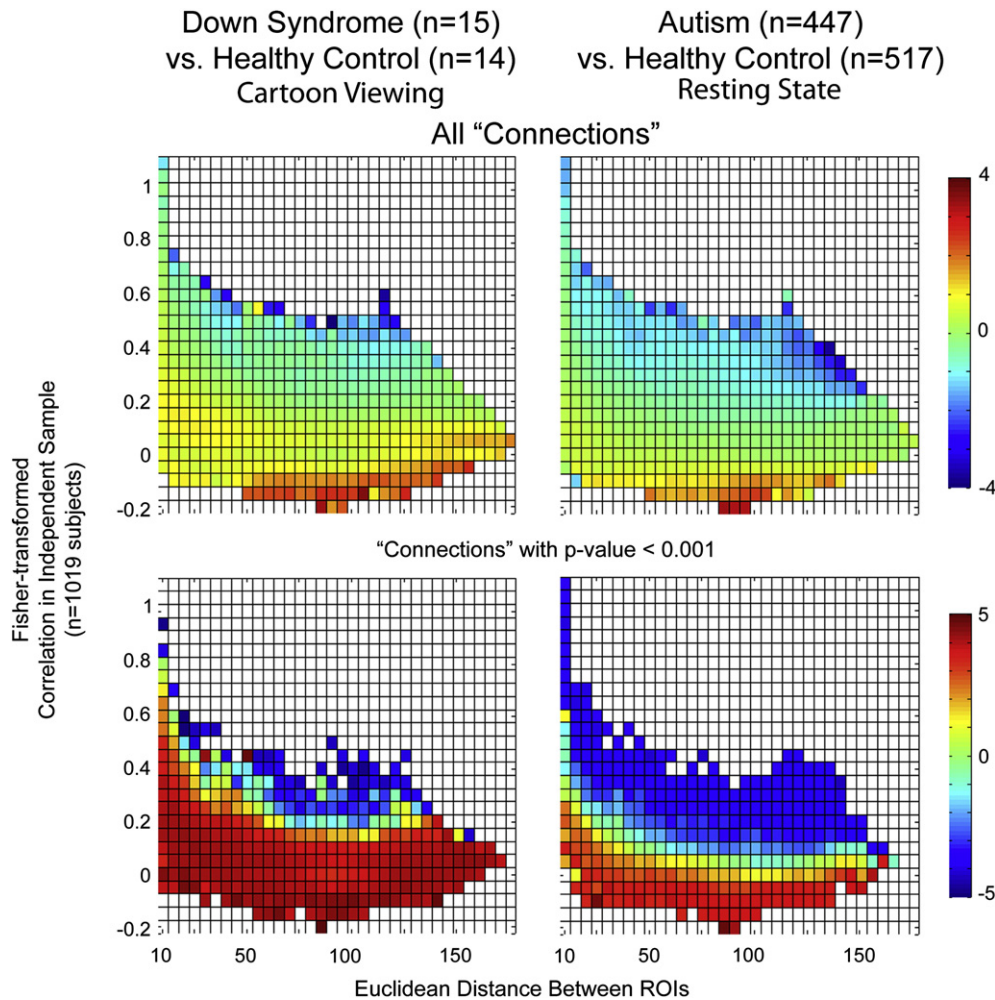 Down Syndrome (n=15)
vs. Healthy Control (n=14)
Cartoon Viewing
Autism (n=447)
vs. Healthy Control (n=517)
Resting State
All “Connections”
1
0.8
0.6
0.4
0.2
0
-0.2
4
0
-4
Fisher-transformed
Correlation in Independent Sample
(n=1019 subjects)
“Connections” with p-value < 0.001
1
0.8
0.6
0.4
0.2
0
-0.2
5
0
-5
10 50 100 150
10 50 100 150
Euclidean Distance Between ROIs